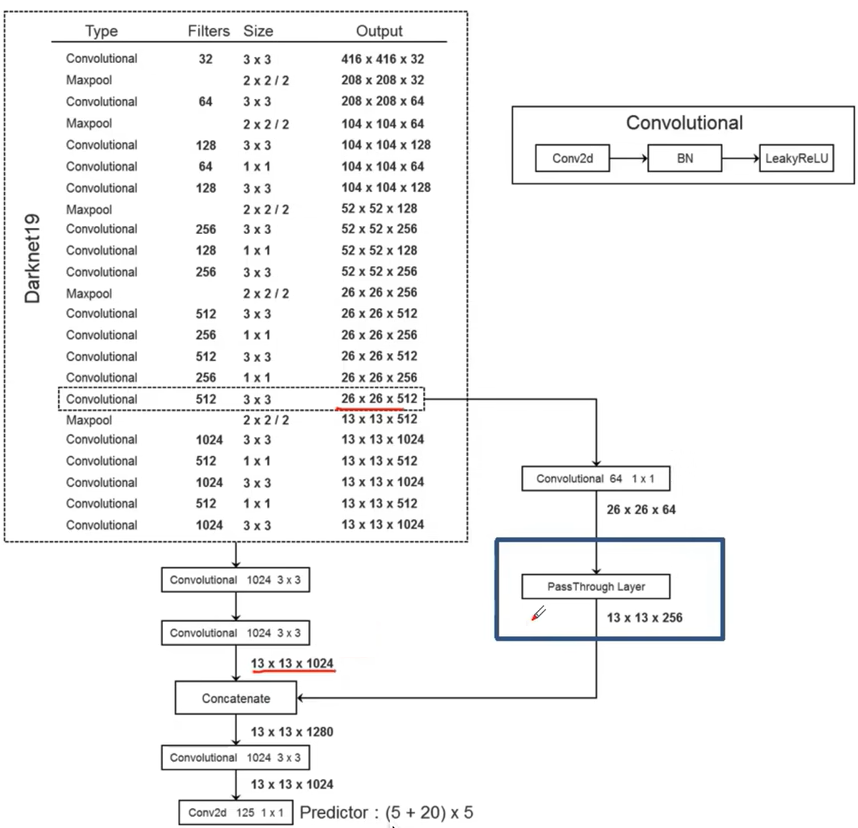 Type Filters Size Output
Convolutional 32 3 x 3 416 x 416 x 32
Maxpool 2 x 2 / 2 208 x 208 x 32
Convolutional 64 3 x 3 208 x 208 x 64
Maxpool 2 x 2 / 2 104 x 104 x 64
Convolutional 128 3 x 3 104 x 104 x 128
Convolutional 64 1 x 1 104 x 104 x 64
Convolutional 128 3 x 3 104 x 104 x 128
Maxpool 2 x 2 / 2 52 x 52 x 128
Convolutional 256 3 x 3 52 x 52 x 256
Convolutional 128 1 x 1 52 x 52 x 128
Convolutional 256 3 x 3 52 x 52 x 256
Maxpool 2 x 2 / 2 26 x 26 x 256
Convolutional 512 3 x 3 26 x 26 x 512
Convolutional 256 1 x 1 26 x 26 x 256
Convolutional 512 3 x 3 26 x 26 x 512
Convolutional 256 1 x 1 26 x 26 x 256
Convolutional 512 3 x 3 26 x 26 x 512
Maxpool 2 x 2 / 2 13 x 13 x 512
Convolutional 1024 3 x 3 13 x 13 x 1024
Convolutional 512 1 x 1 13 x 13 x 512
Convolutional 1024 3 x 3 13 x 13 x 1024
Convolutional 512 1 x 1 13 x 13 x 512
Convolutional 1024 3 x 3 13 x 13 x 1024
Darknet19
Convolutional
Conv2d BN LeakyReLU
Convolutional 64 1 x 1
26 x 26 x 64
PassThrough Layer
13 x 13 x 256
Convolutional 1024 3 x 3
Convolutional 1024 3 x 3
13 x 13 x 1024
Concatenate
13 x 13 x 1280
Convolutional 1024 3 x 3
13 x 13 x 1024
Conv2d 125 1 x 1 Predictor : (5 + 20) x 5